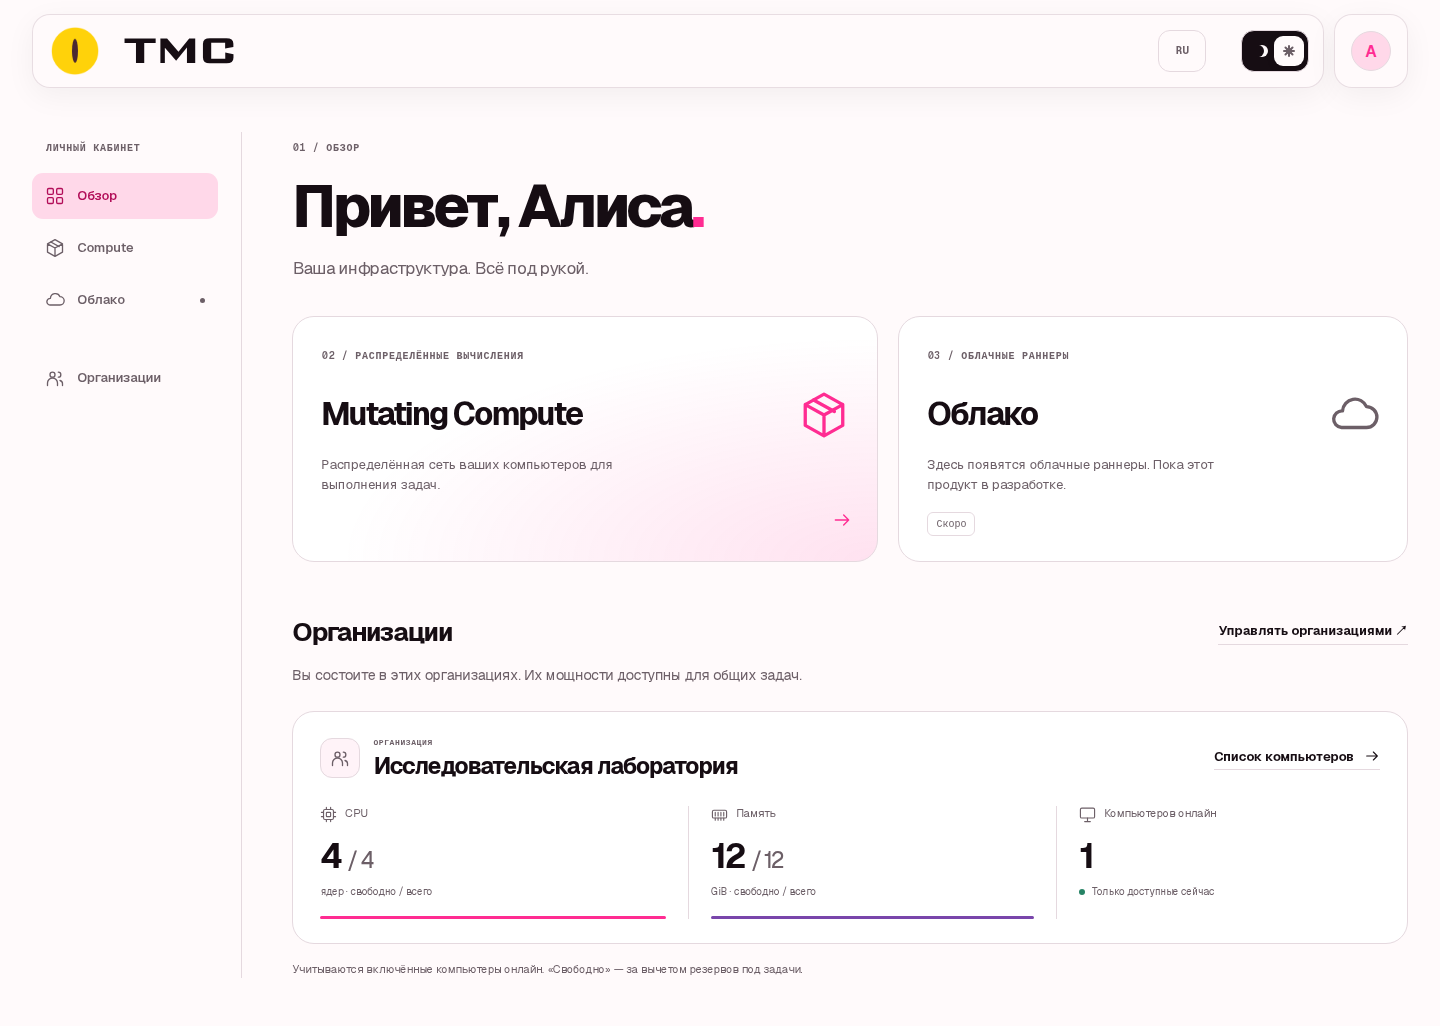 TMC
RU
A
ЛИЧНЫЙ КАБИНЕТ
Обзор
Compute
Облако
Организации
01 / ОБЗОР
Привет, Алиса.
Ваша инфраструктура. Всё под рукой.
02 / РАСПРЕДЕЛЁННЫЕ ВЫЧИСЛЕНИЯ
Mutating Compute
Распределённая сеть ваших компьютеров для
выполнения задач.
03 / ОБЛАЧНЫЕ РАННЕРЫ
Облако
Здесь появятся облачные раннеры. Пока этот
продукт в разработке.
Скоро
Организации
Управлять организациями ↗
Вы состоите в этих организациях. Их мощности доступны для общих задач.
ОРГАНИЗАЦИЯ
Исследовательская лаборатория
Список компьютеров →
CPU
4 / 4
ядер · свободно / всего
Память
12 / 12
GiB · свободно / всего
Компьютеров онлайн
1
Только доступные сейчас
Учитываются включённые компьютеры онлайн. «Свободно» — за вычетом резервов под задачи.